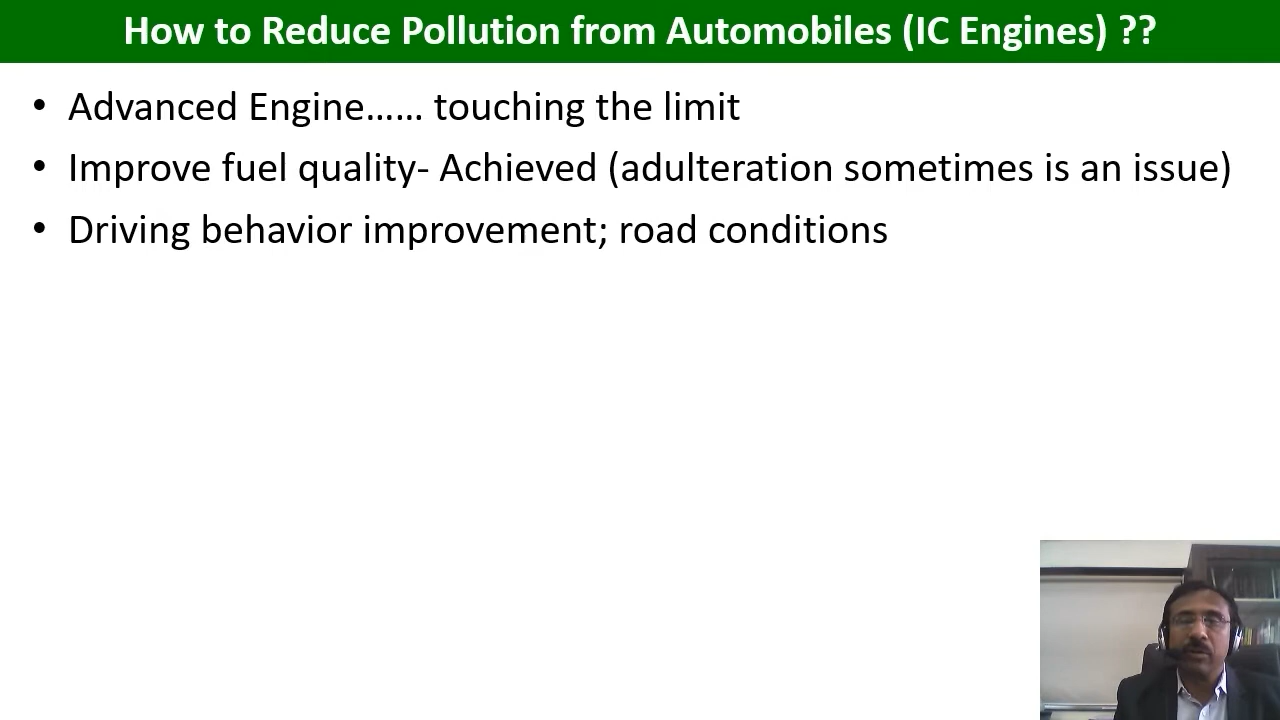 How to Reduce Pollution from Automobiles (IC Engines) ??
• Advanced Engine…… touching the limit
• Improve fuel quality- Achieved (adulteration sometimes is an issue)
• Driving behavior improvement; road conditions